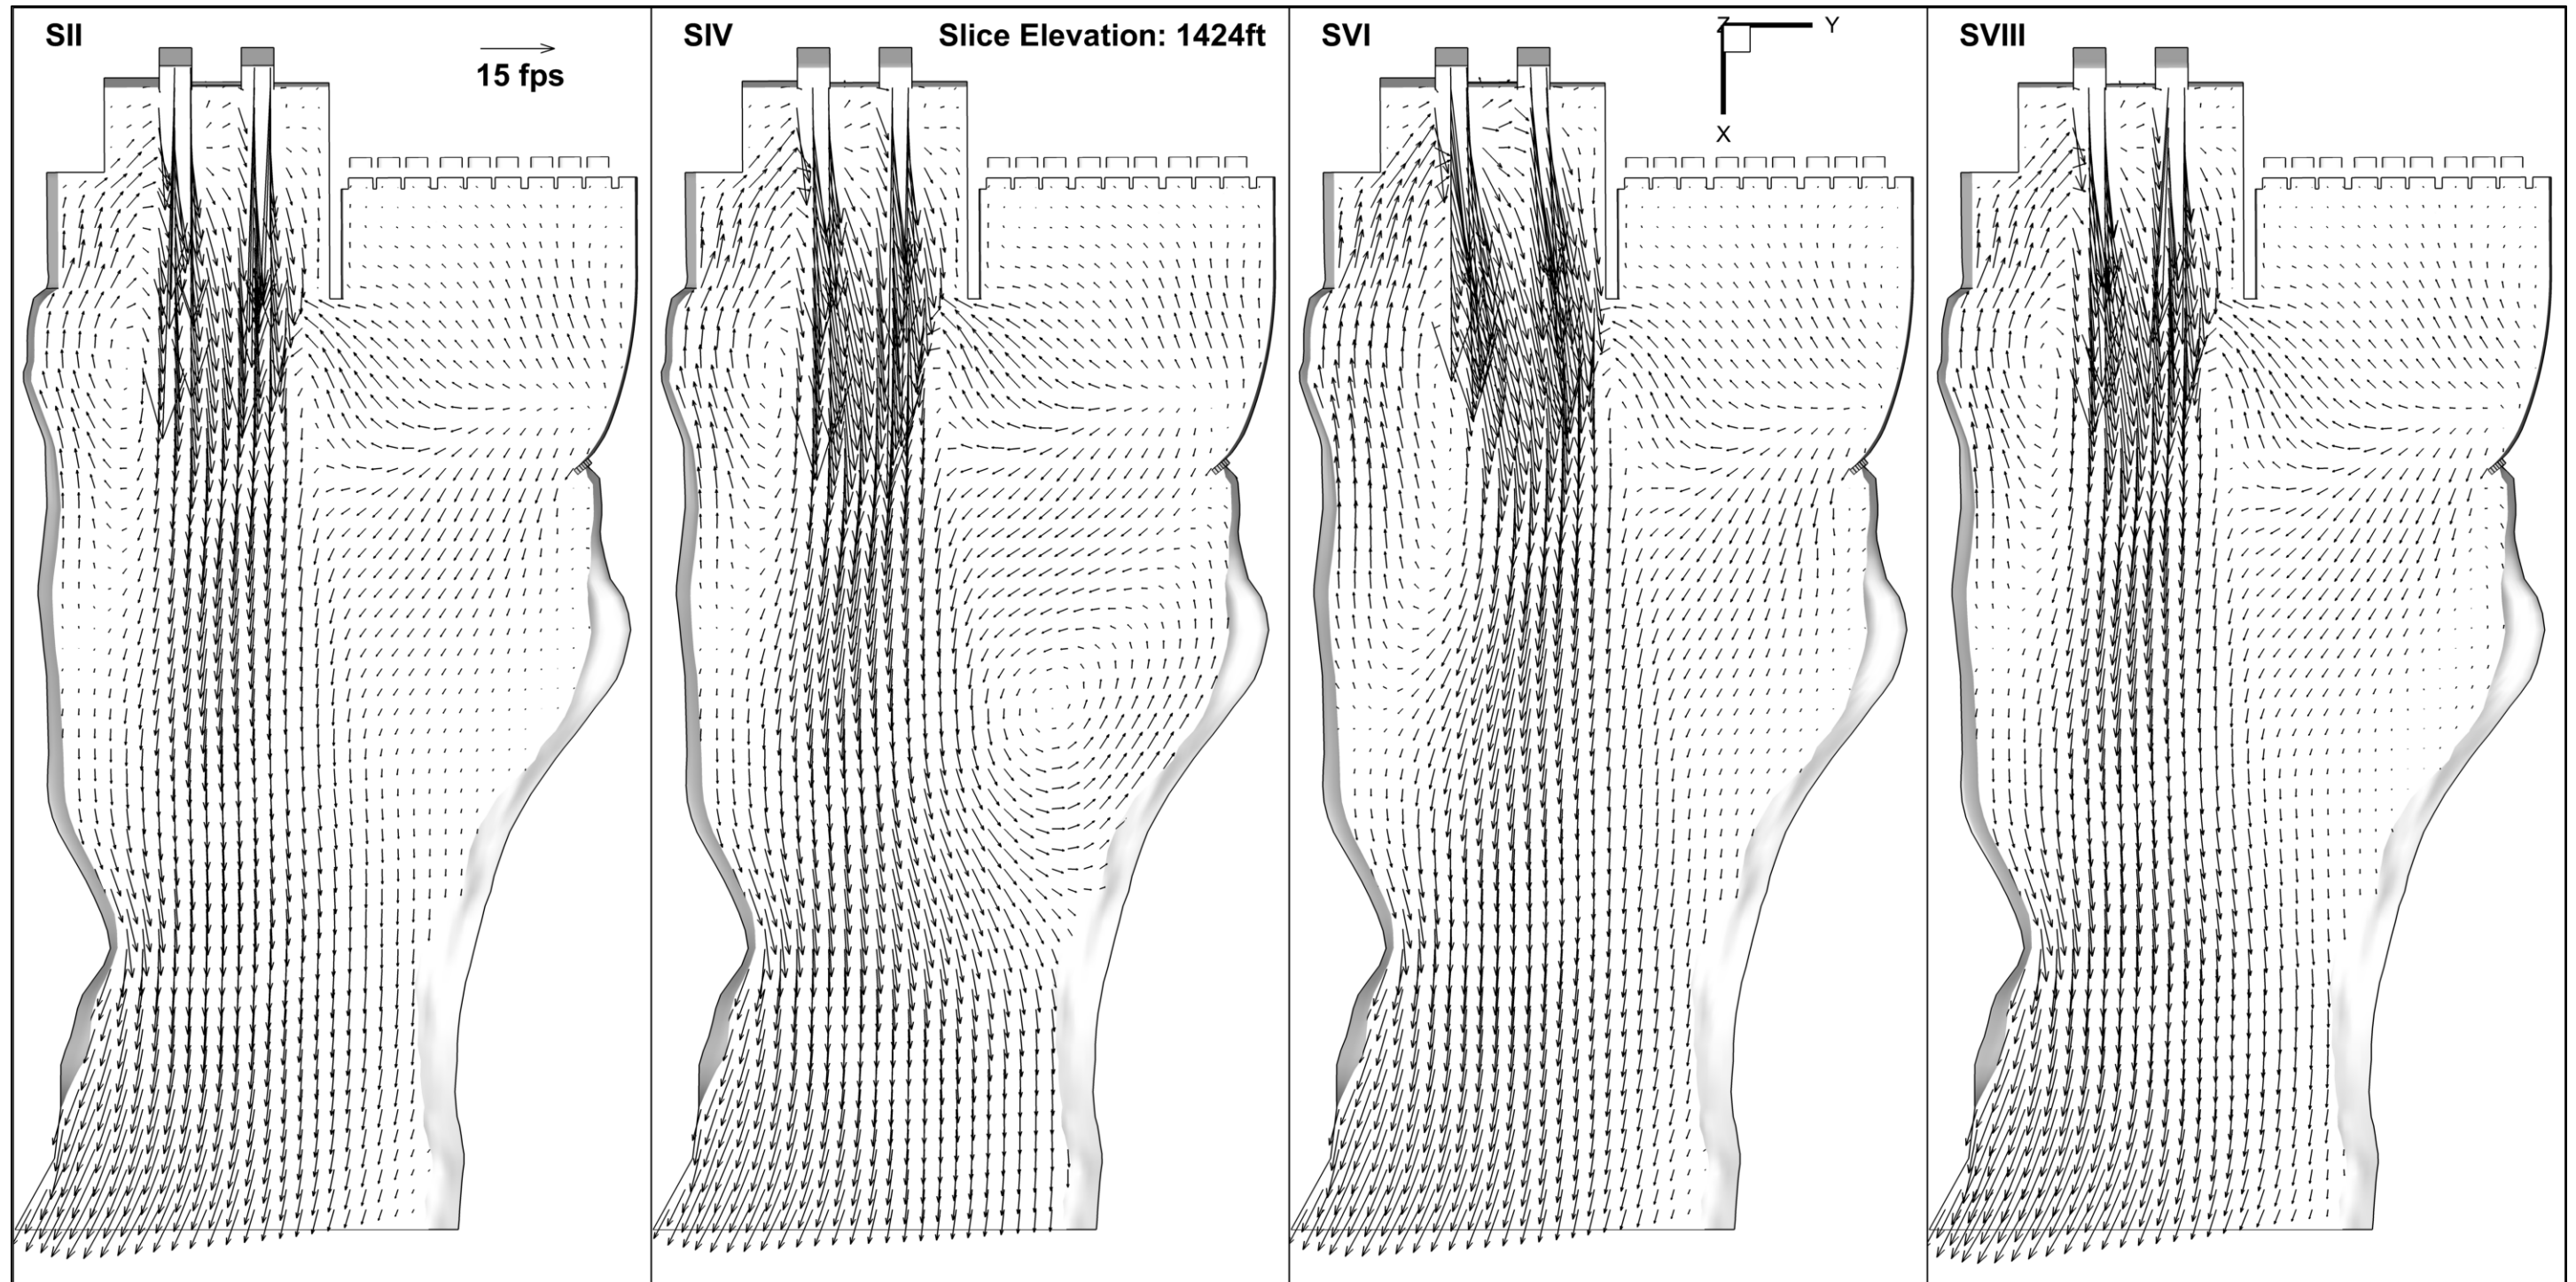 SII
15 fps
SIV
Slice Elevation: 1424ft
SVI
Z
Y
X
SVIII